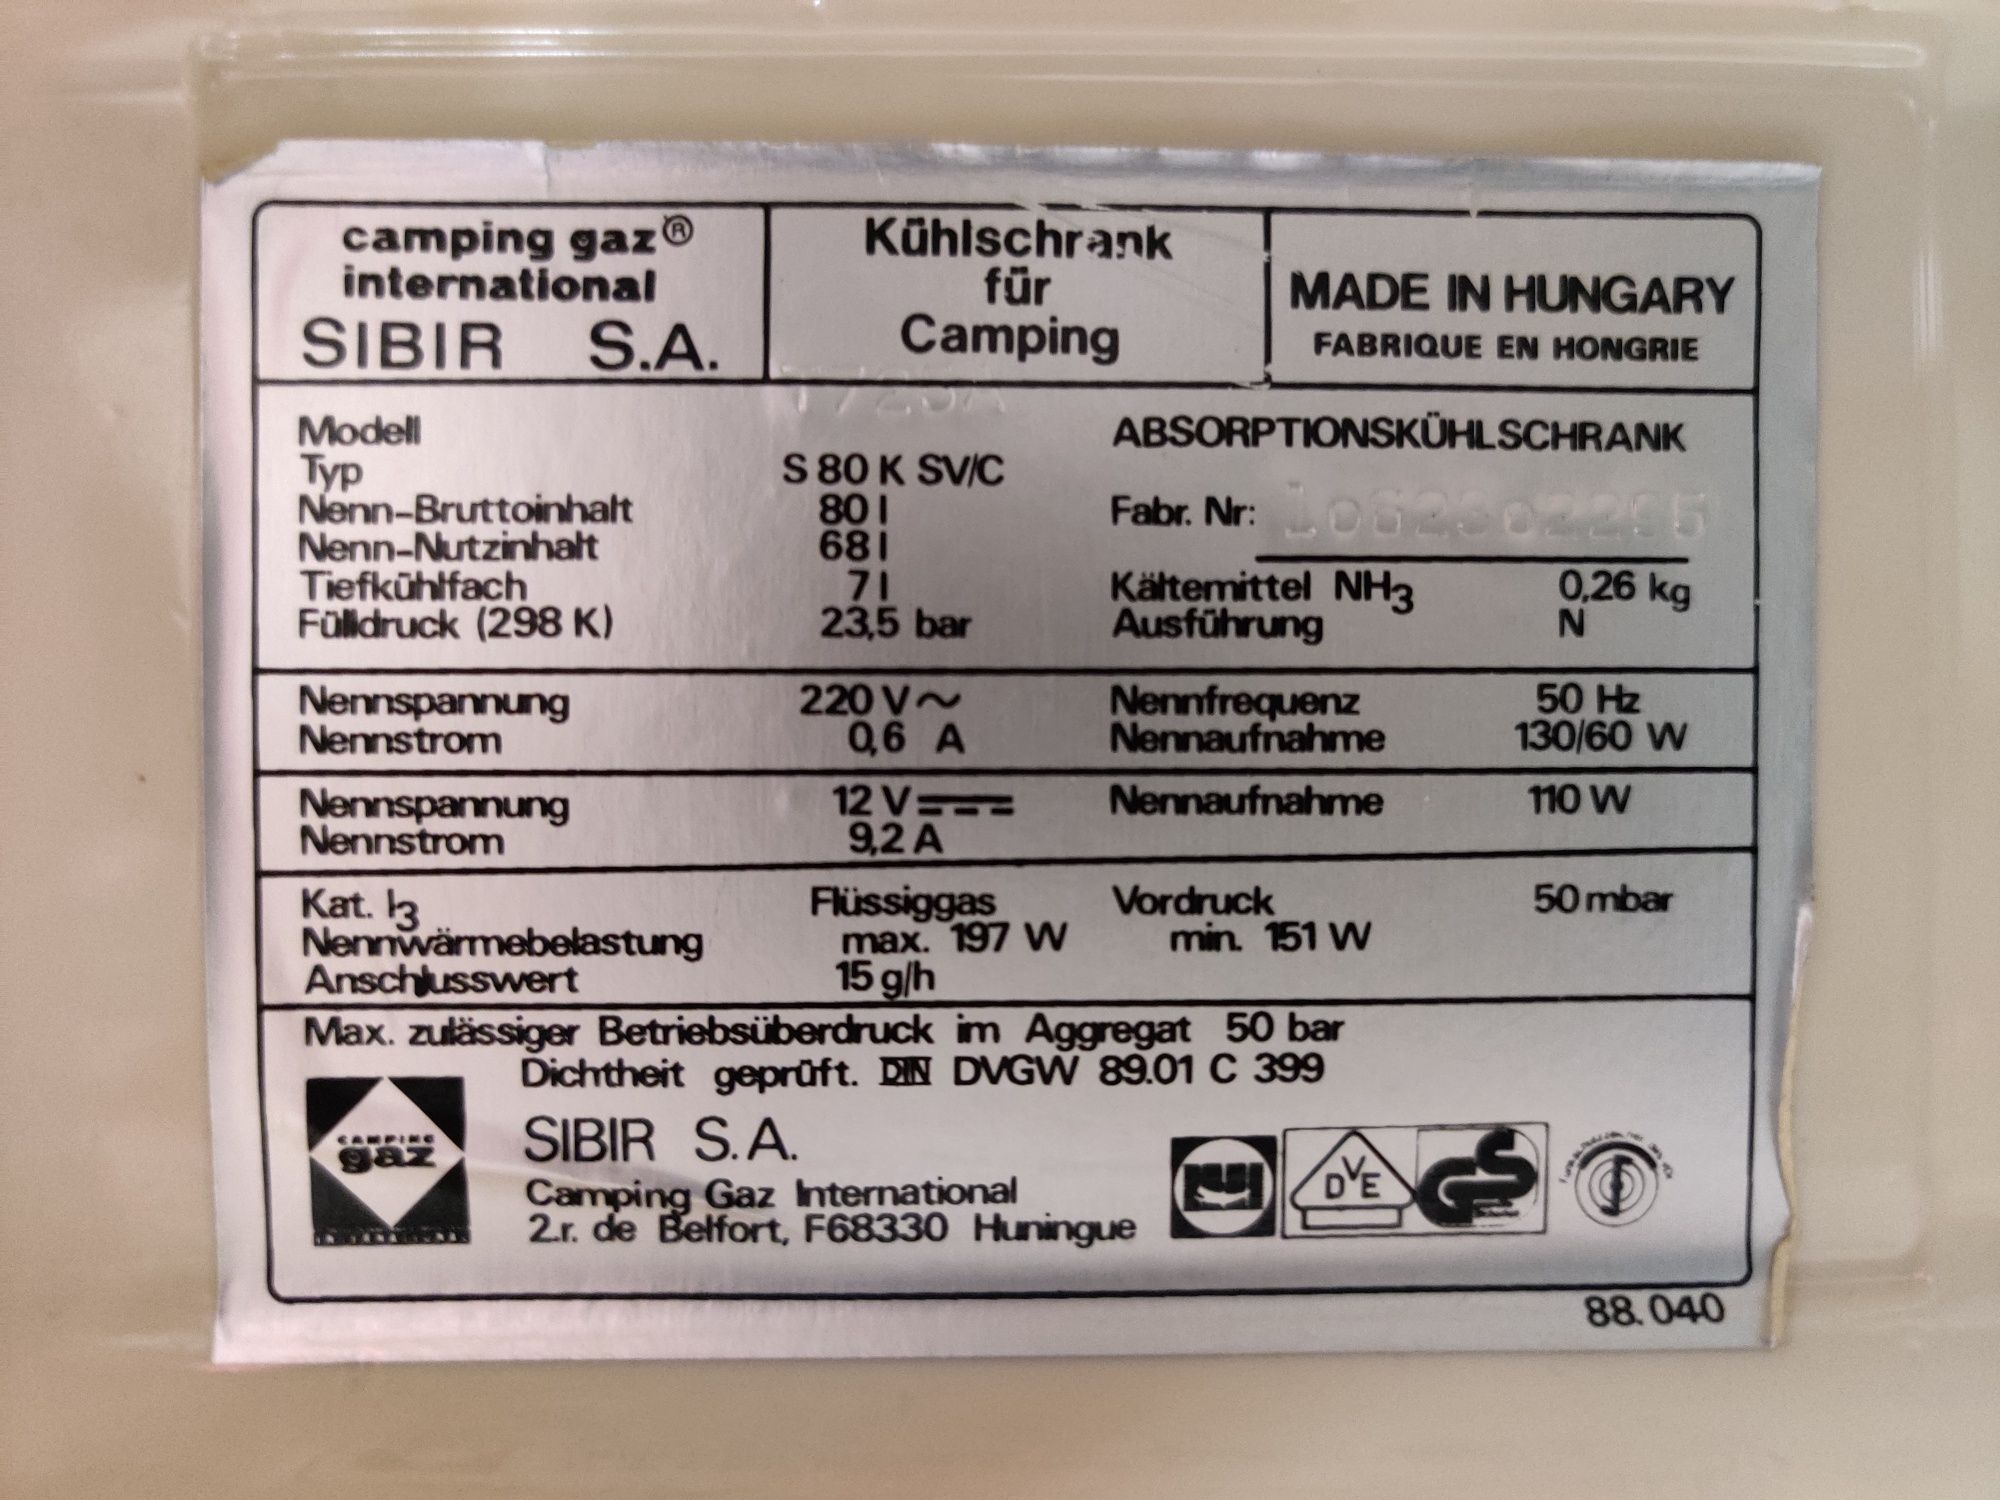 camping gaz®
international
SIBIR S.A.
Kühlschrank
für
Camping
MADE IN HUNGARY
FABRIQUE EN HONGRIE
Modell
ABSORPTIONSKÜHLSCHRANK
Typ S 80 K SV/C
Nenn-Bruttoinhalt 80 l Fabr. Nr:
Nenn-Nutzinhalt 68 l
Tiefkühlfach 7 l Kältemittel NH3 0,26 kg
Fülldruck (298 K) 23,5 bar Ausführung N
Nennspannung 220 V~ Nennfrequenz 50 Hz
Nennstrom 0,6 A Nennaufnahme 130/60 W
Nennspannung 12 V⎓ Nennaufnahme 110 W
Nennstrom 9,2 A
Kat. I3 Flüssiggas Vordruck 50 mbar
Nennwärmebelastung max. 197 W min. 151 W
Anschlusswert 15 g/h
Max. zulässiger Betriebsüberdruck im Aggregat 50 bar
Dichtheit geprüft. DIN DVGW 89.01 C 399
CAMPING
gaz
SIBIR S.A.
Camping Gaz International
2.r. de Belfort, F68330 Huningue
DVE
GS
88.040